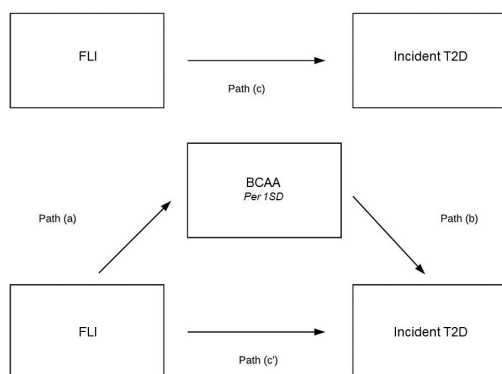 FLI
Incident T2D
Path (c)
BCAA
Per 1SD
Path (a)
Path (b)
FLI
Incident T2D
Path (c')